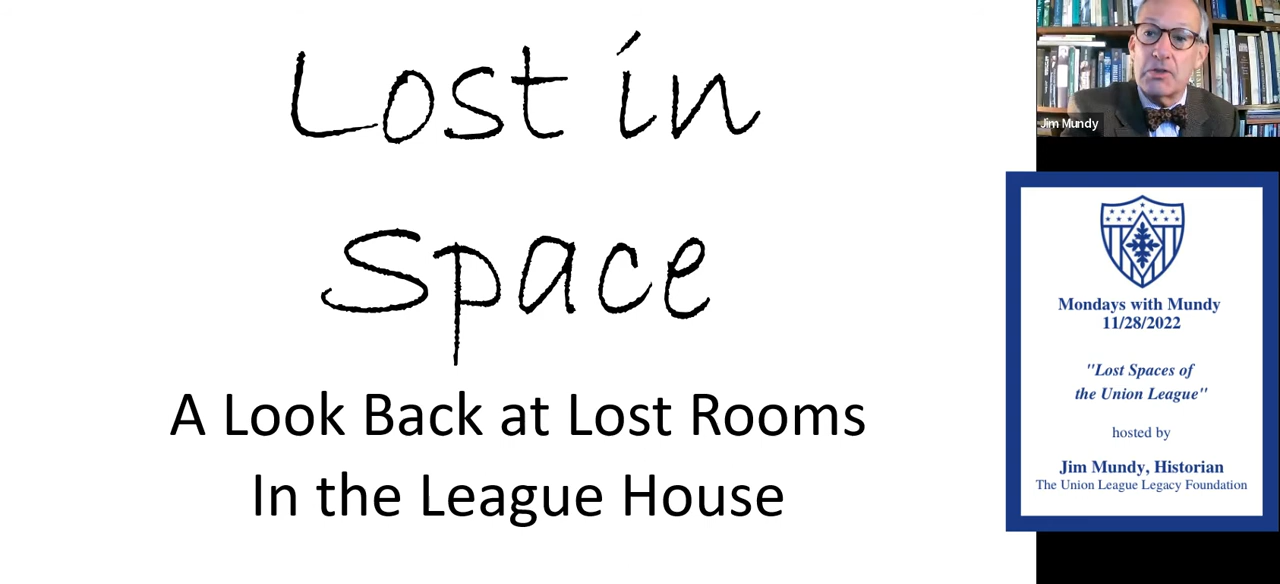 Lost in
Space
A Look Back at Lost Rooms
In the League House
Jim Mundy
Mondays with Mundy
11/28/2022
"Lost Spaces of
the Union League"
hosted by
Jim Mundy, Historian
The Union League Legacy Foundation